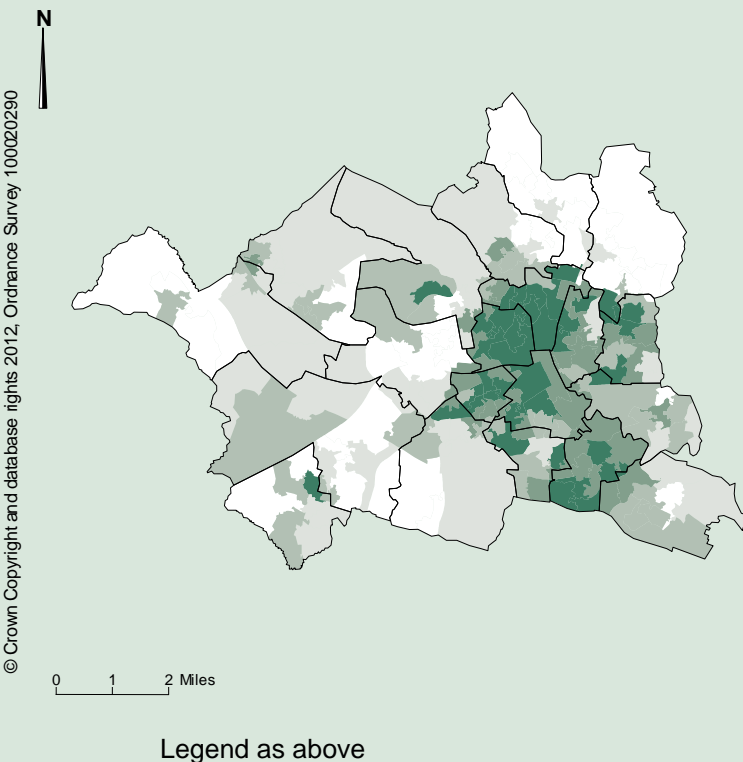 N
© Crown Copyright and database rights 2012, Ordnance Survey 100020290
0 1 2 Miles
Legend as above